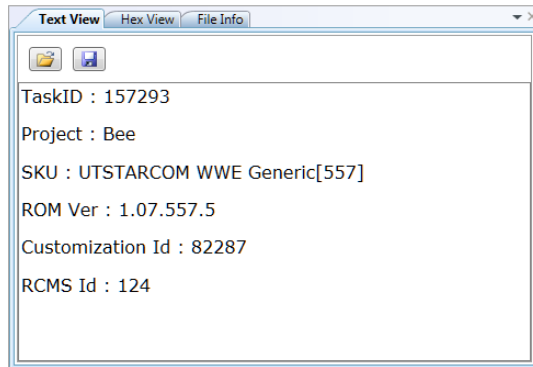 Text View Hex View File Info
TaskID : 157293
Project : Bee
SKU : UTSTARCOM WWE Generic[557]
ROM Ver : 1.07.557.5
Customization Id : 82287
RCMS Id : 124